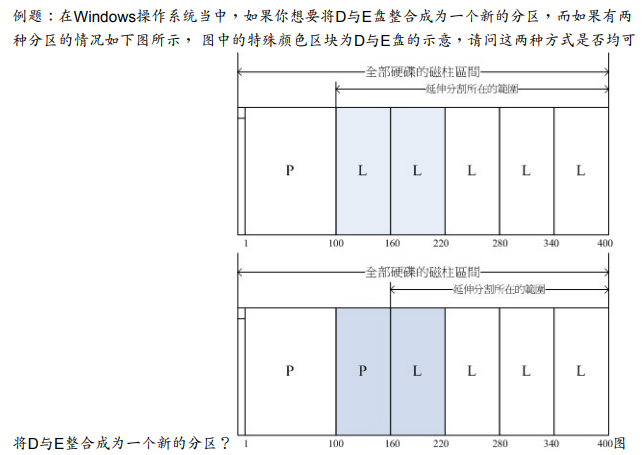 例题：在Windows操作系统当中，如果你想要将D与E盘整合成为一个新的分区，而如果有两
种分区的情况如下图所示， 图中的特殊颜色区块为D与E盘的示意，请问这两种方式是否均可
全部硬碟的磁柱區間
延伸分割所在的範圍
P L L L L L
1 100 160 220 280 340 400
全部硬碟的磁柱區間
延伸分割所在的範圍
P P L L L L
将D与E整合成为一个新的分区？ 1 100 160 220 280 340 400图